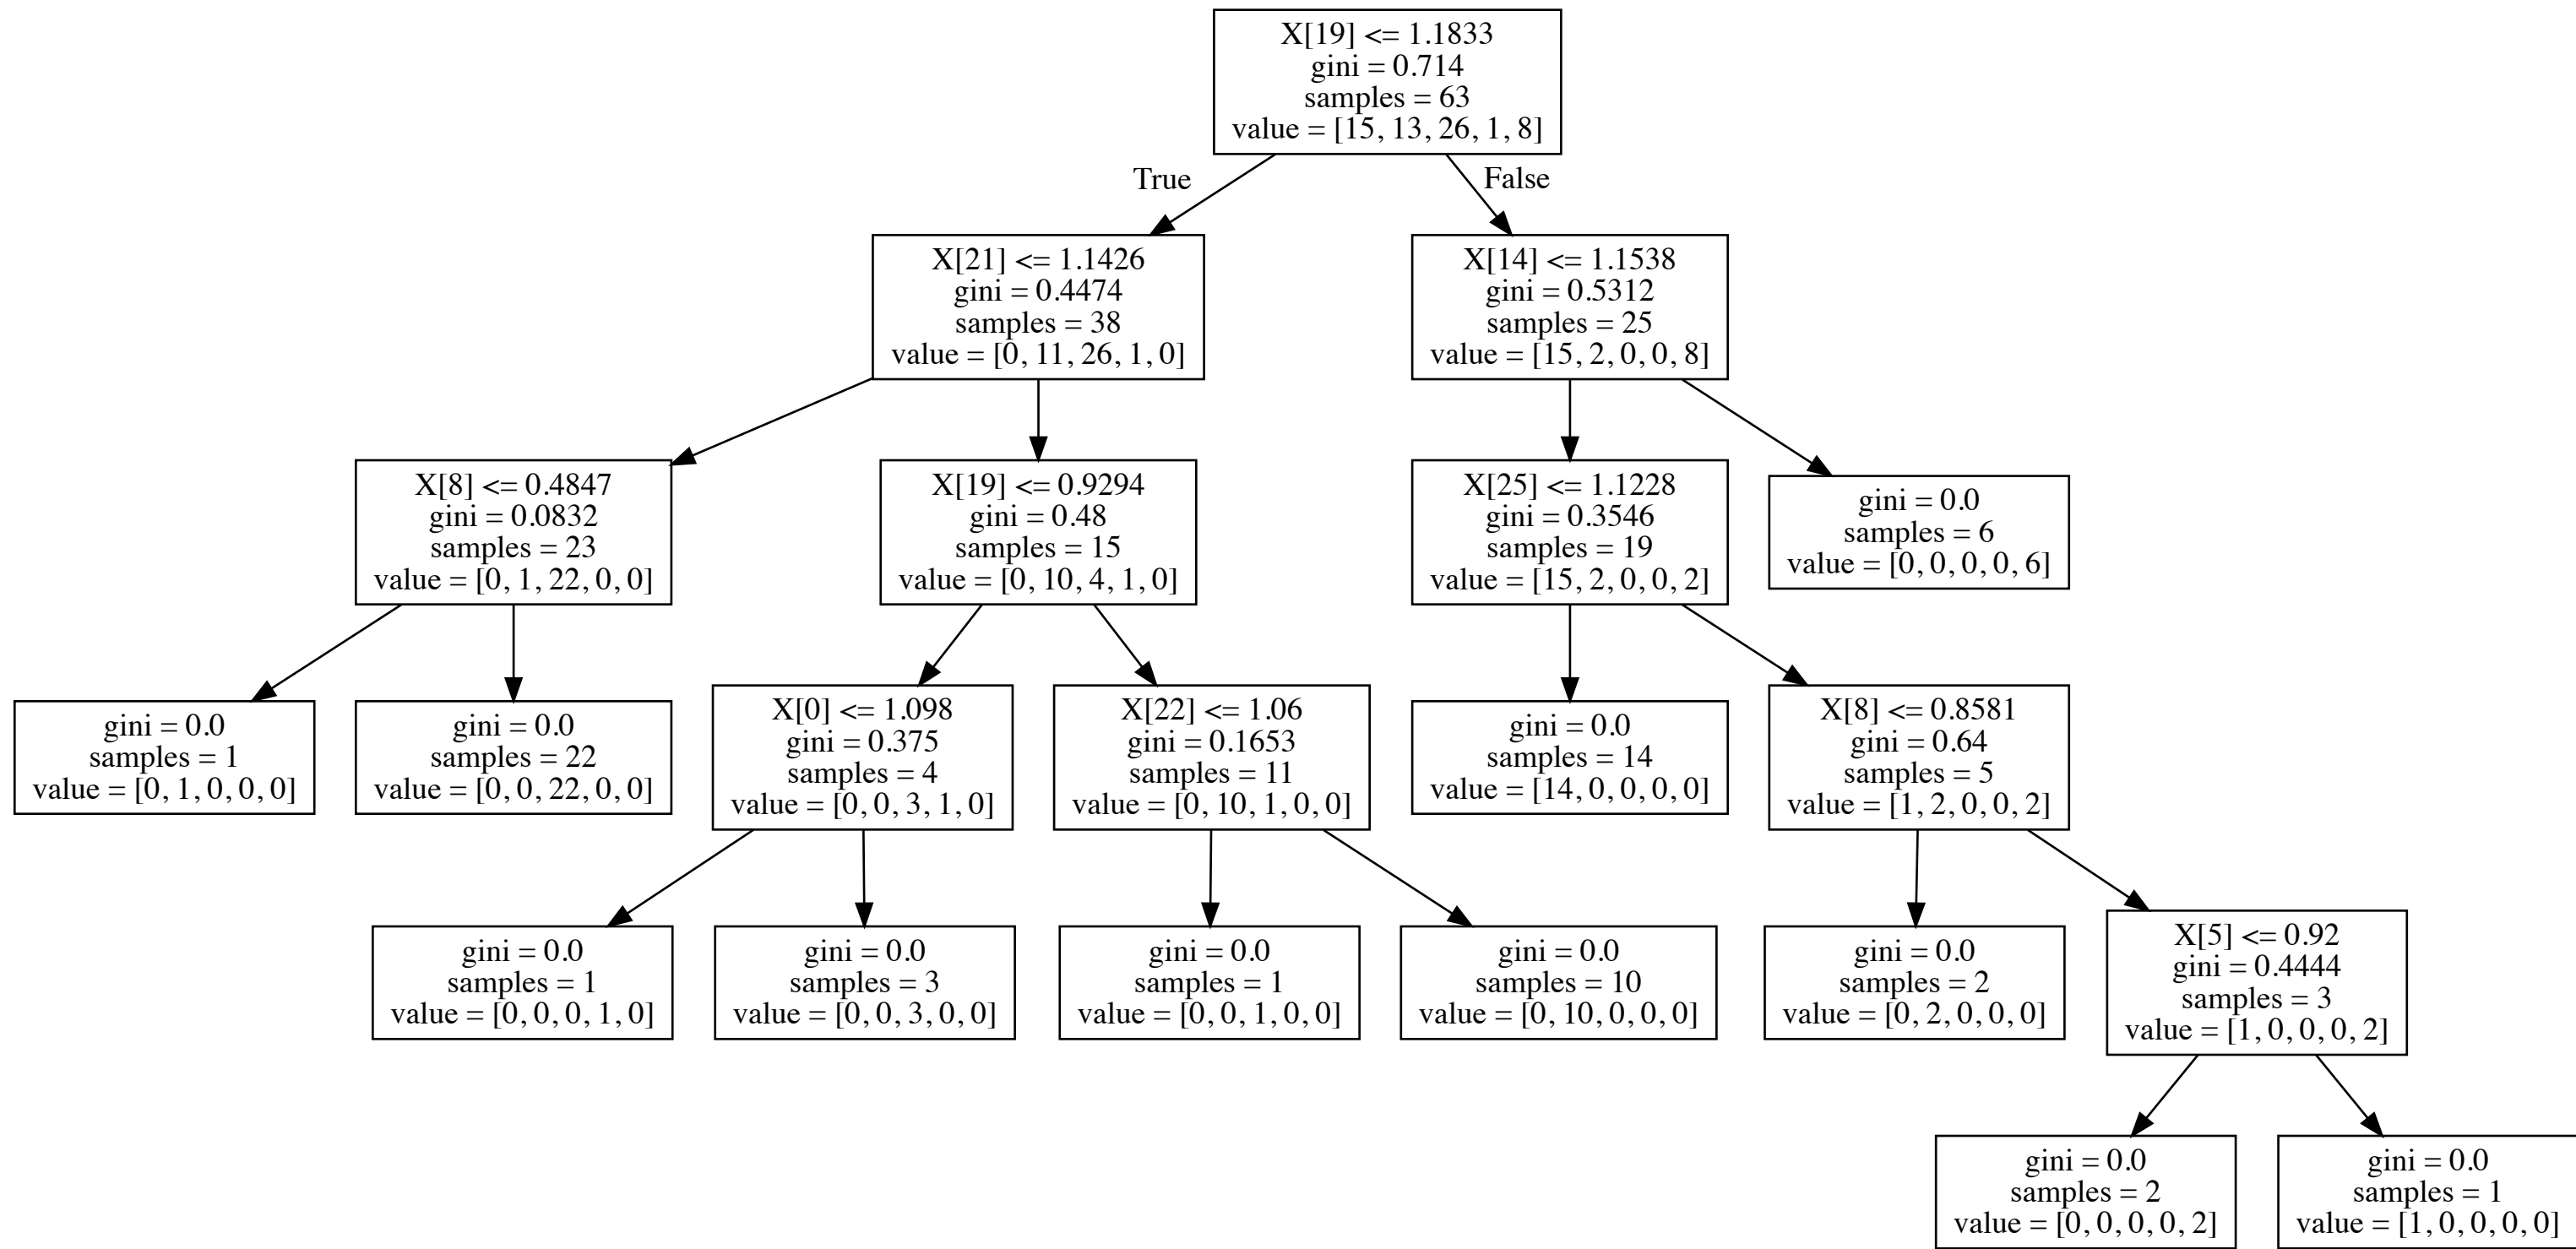 X[19] <= 1.1833
gini = 0.714
samples = 63
value = [15, 13, 26, 1, 8]
True
False
X[21] <= 1.1426
gini = 0.4474
samples = 38
value = [0, 11, 26, 1, 0]
X[14] <= 1.1538
gini = 0.5312
samples = 25
value = [15, 2, 0, 0, 8]
X[8] <= 0.4847
gini = 0.0832
samples = 23
value = [0, 1, 22, 0, 0]
X[19] <= 0.9294
gini = 0.48
samples = 15
value = [0, 10, 4, 1, 0]
X[25] <= 1.1228
gini = 0.3546
samples = 19
value = [15, 2, 0, 0, 2]
gini = 0.0
samples = 6
value = [0, 0, 0, 0, 6]
gini = 0.0
samples = 1
value = [0, 1, 0, 0, 0]
gini = 0.0
samples = 22
value = [0, 0, 22, 0, 0]
X[0] <= 1.098
gini = 0.375
samples = 4
value = [0, 0, 3, 1, 0]
X[22] <= 1.06
gini = 0.1653
samples = 11
value = [0, 10, 1, 0, 0]
gini = 0.0
samples = 14
value = [14, 0, 0, 0, 0]
X[8] <= 0.8581
gini = 0.64
samples = 5
value = [1, 2, 0, 0, 2]
gini = 0.0
samples = 1
value = [0, 0, 0, 1, 0]
gini = 0.0
samples = 3
value = [0, 0, 3, 0, 0]
gini = 0.0
samples = 1
value = [0, 0, 1, 0, 0]
gini = 0.0
samples = 10
value = [0, 10, 0, 0, 0]
gini = 0.0
samples = 2
value = [0, 2, 0, 0, 0]
X[5] <= 0.92
gini = 0.4444
samples = 3
value = [1, 0, 0, 0, 2]
gini = 0.0
samples = 2
value = [0, 0, 0, 0, 2]
gini = 0.0
samples = 1
value = [1, 0, 0, 0, 0]